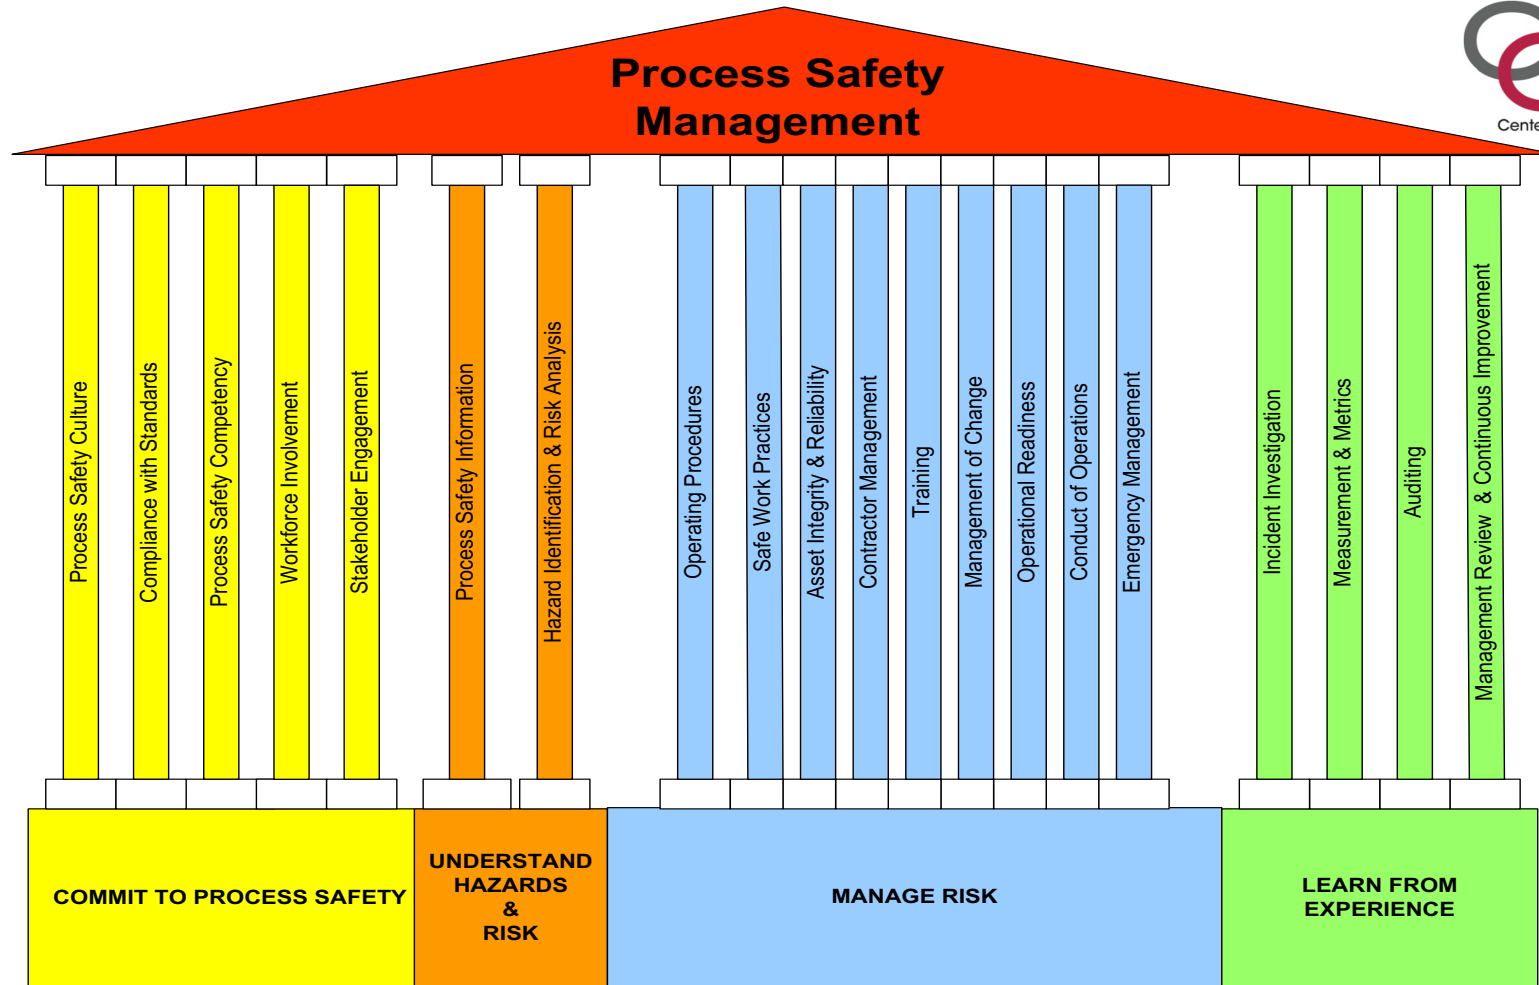 Process Safety
Management
Process Safety Culture
Compliance with Standards
Process Safety Competency
Workforce Involvement
Stakeholder Engagement
Process Safety Information
Hazard Identification & Risk Analysis
Operating Procedures
Safe Work Practices
Asset Integrity & Reliability
Contractor Management
Training
Management of Change
Operational Readiness
Conduct of Operations
Emergency Management
Incident Investigation
Measurement & Metrics
Auditing
Management Review & Continuous Improvement
COMMIT TO PROCESS SAFETY
UNDERSTAND
HAZARDS
&
RISK
MANAGE RISK
LEARN FROM
EXPERIENCE